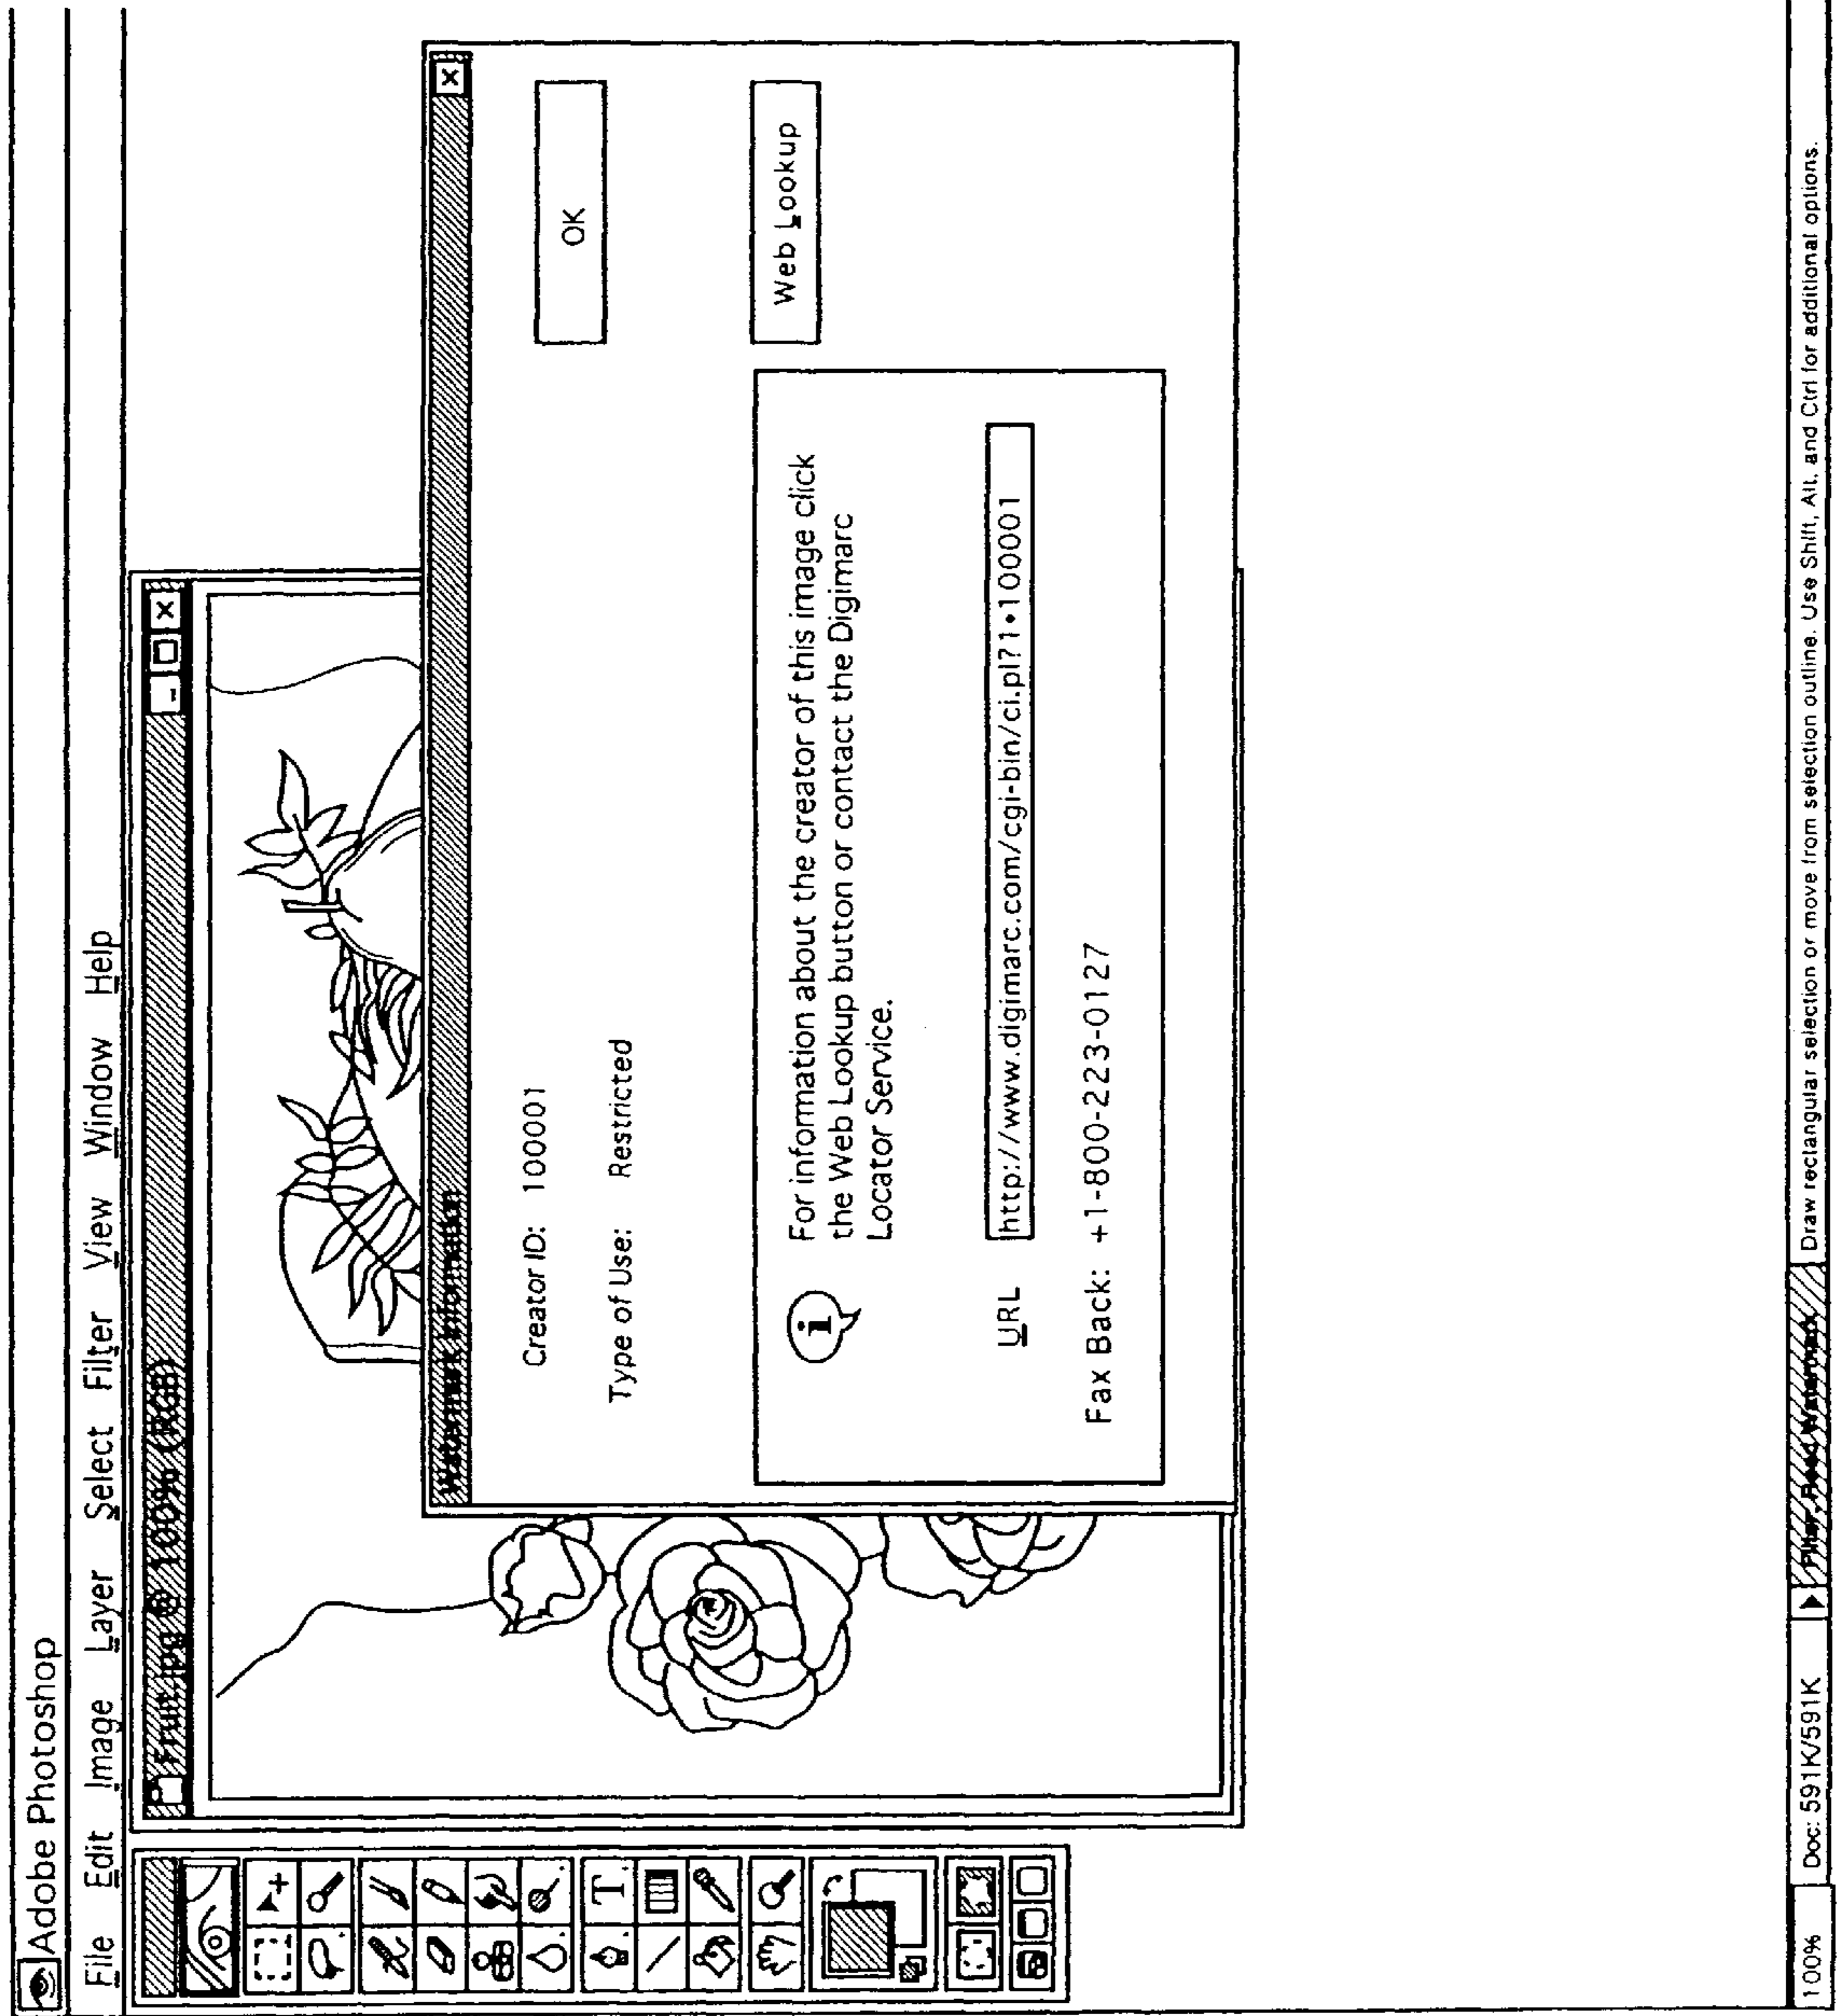 Adobe Photoshop
File Edit Image Layer Select Filter View Window Help
Fruit.jpg @ 100% (RGB)
Watermark Information
Creator ID: 10001
OK
Type of Use: Restricted
Web Lookup
For information about the creator of this image click
the Web Lookup button or contact the Digimarc
Locator Service.
URL http://www.digimarc.com/cgi-bin/ci.pl?1•10001
Fax Back: +1-800-223-0127
T
100% Doc: 591K/591K Filter, Read Watermark Draw rectangular selection or move from selection outline. Use Shift, Alt, and Ctrl for additional options.